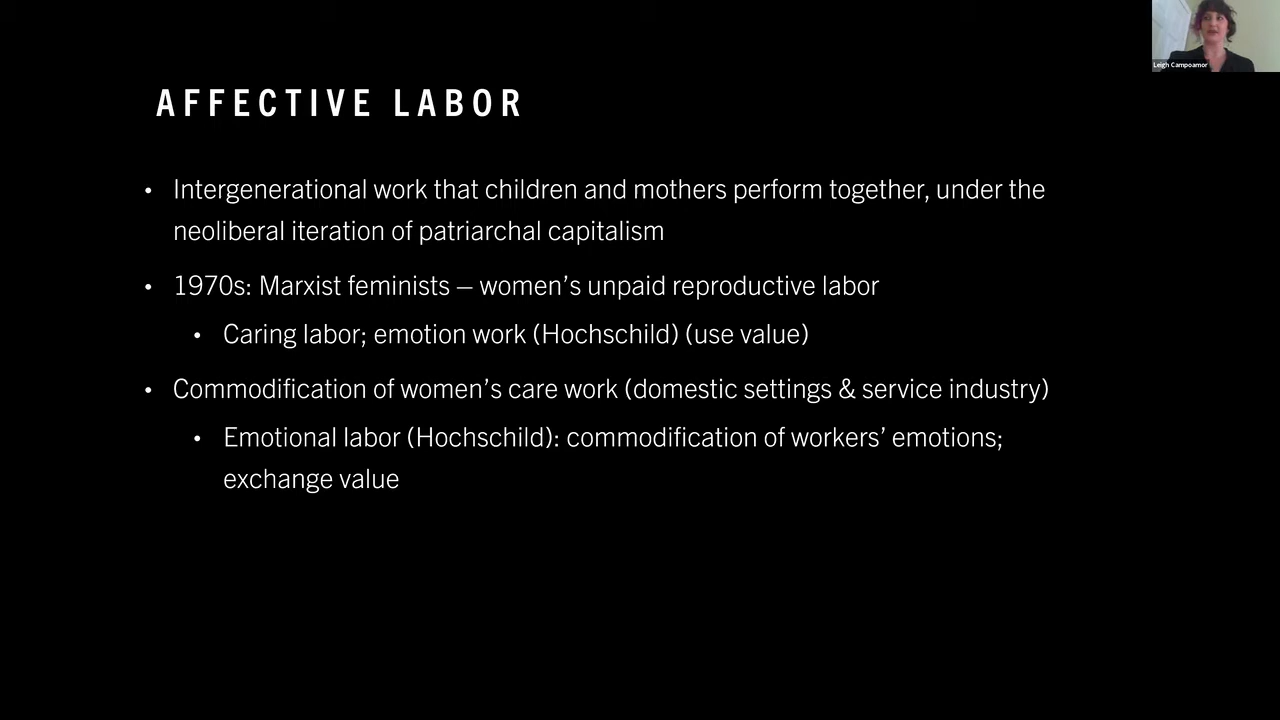 Leigh Campoamor
AFFECTIVE LABOR
• Intergenerational work that children and mothers perform together, under the
neoliberal iteration of patriarchal capitalism
• 1970s: Marxist feminists – women’s unpaid reproductive labor
• Caring labor; emotion work (Hochschild) (use value)
• Commodification of women’s care work (domestic settings & service industry)
• Emotional labor (Hochschild): commodification of workers’ emotions;
exchange value